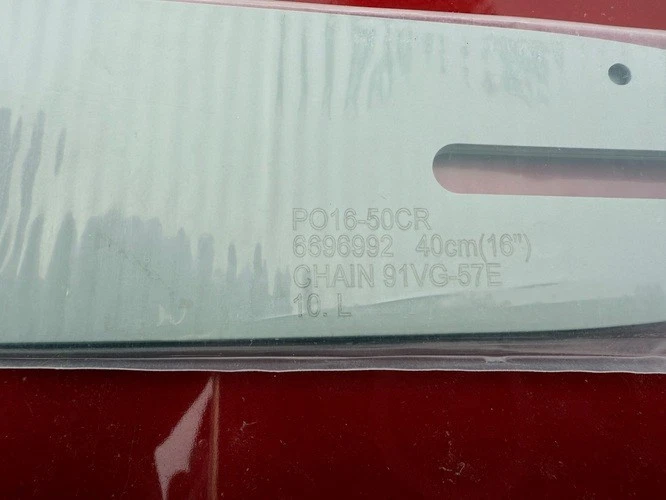 PO16-50CR
6696992 40cm(16")
CHAIN 91VG-57E
10. L